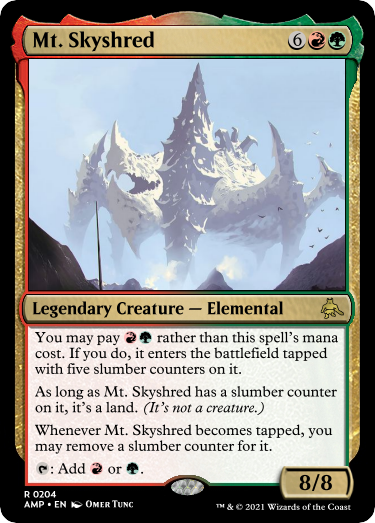 Mt. Skyshred 6
Legendary Creature — Elemental
You may pay rather than this spell's mana
cost. If you do, it enters the battlefield tapped
with five slumber counters on it.
As long as Mt. Skyshred has a slumber counter
on it, it's a land. (It's not a creature.)
Whenever Mt. Skyshred becomes tapped, you
may remove a slumber counter for it.
: Add or .
8/8
R 0204
AMP • EN Omer Tunc
™ & © 2021 Wizards of the Coast